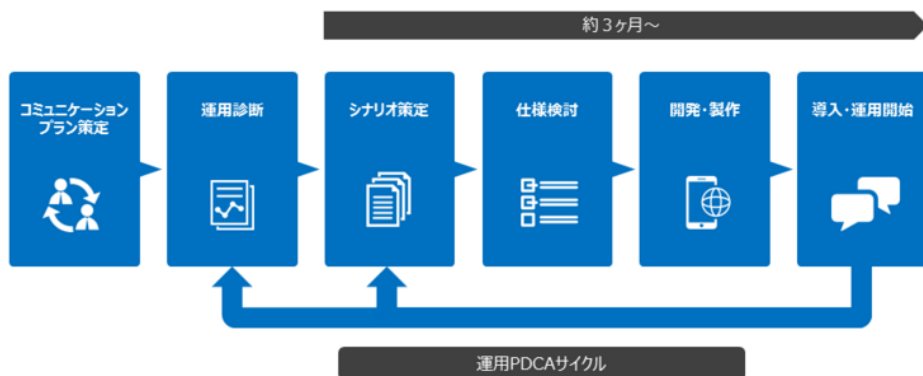 約３ヶ月～
コミュニケーション
プラン策定
運用診断
シナリオ策定
仕様検討
開発・製作
導入・運用開始
運用PDCAサイクル